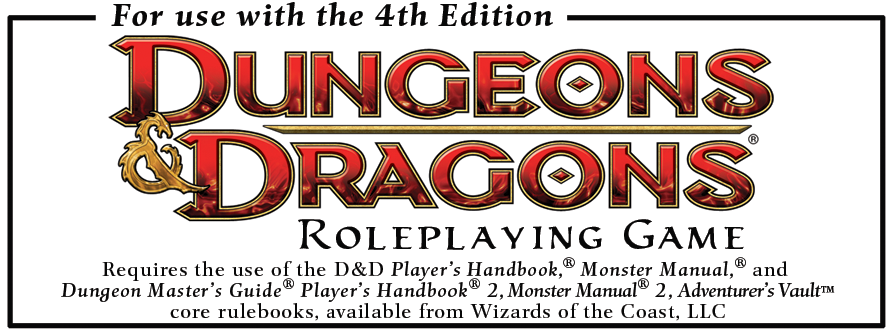 For use with the 4th Edition
DUNGEONS
& DRAGONS®
ROLEPLAYING GAME
Requires the use of the D&D Player's Handbook,® Monster Manual,® and
Dungeon Master's Guide® Player's Handbook® 2, Monster Manual® 2, Adventurer's Vault™
core rulebooks, available from Wizards of the Coast, LLC